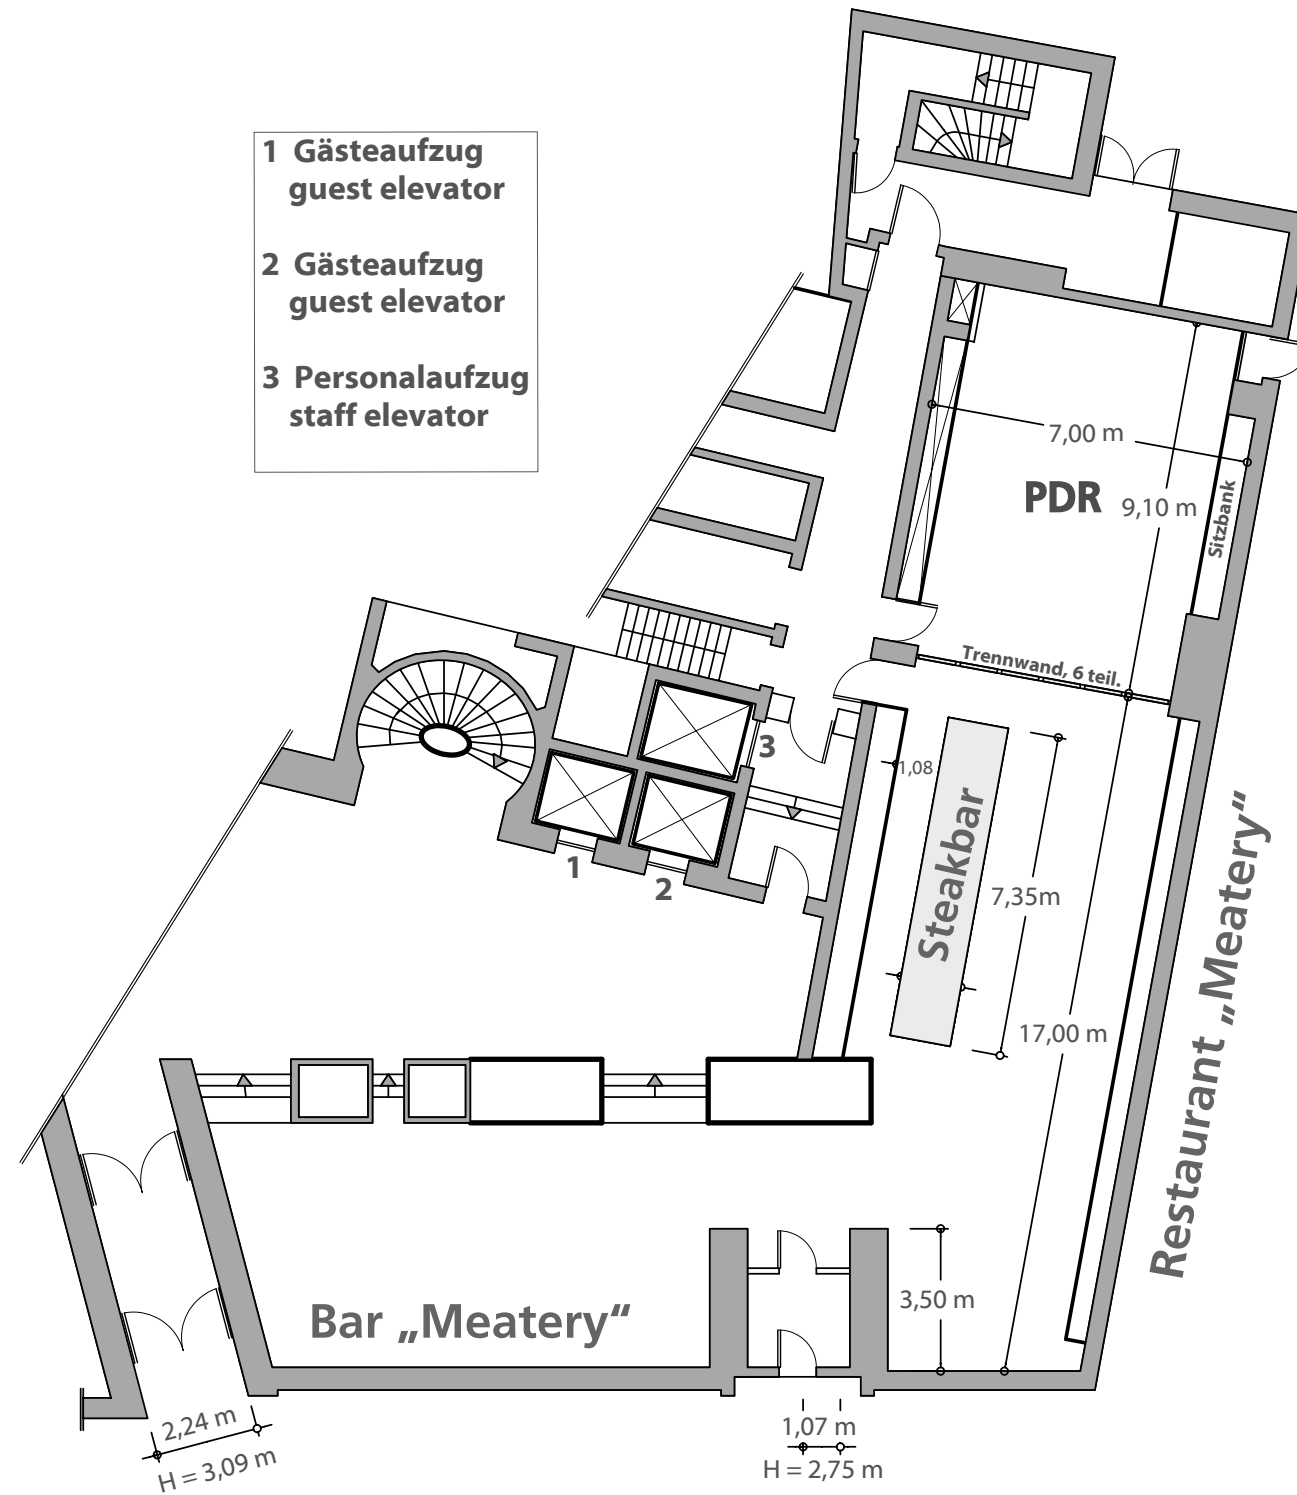 1 Gästeaufzug
guest elevator
2 Gästeaufzug
guest elevator
3 Personalaufzug
staff elevator
7,00 m
PDR
9,10 m
Sitzbank
Trennwand, 6 teil.
3
1,08
1
2
Steakbar
7,35m
17,00 m
Restaurant „Meatery“
3,50 m
Bar „Meatery“
2,24 m
H = 3,09 m
1,07 m
H = 2,75 m